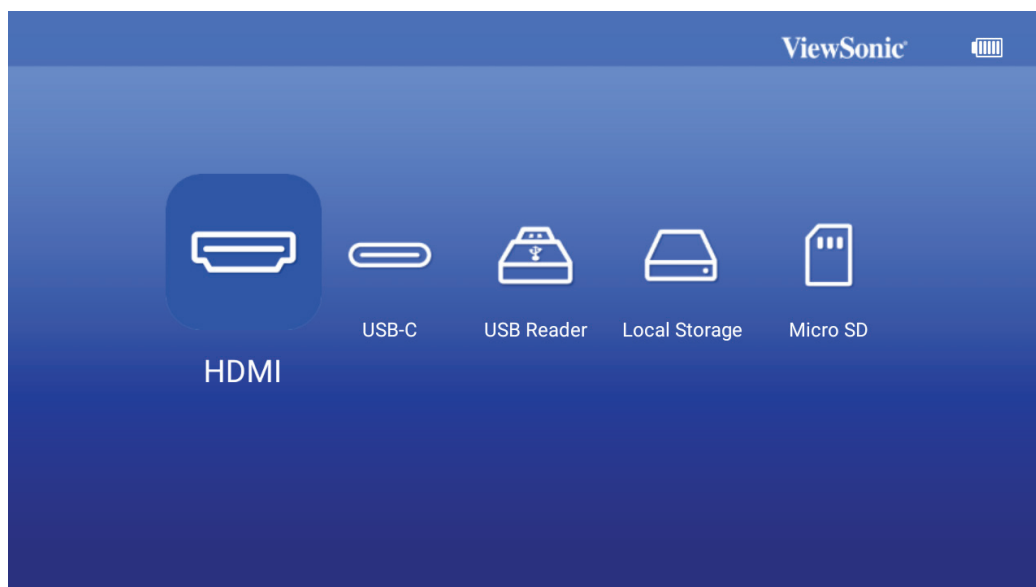 ViewSonic®
USB-C
USB Reader
Local Storage
Micro SD
HDMI